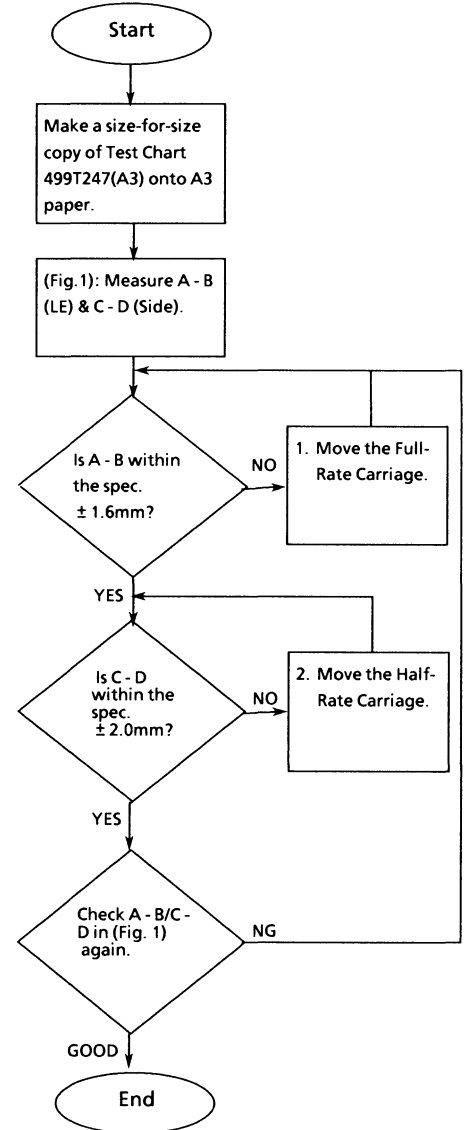 Start
Make a size-for-size
copy of Test Chart
499T247(A3) onto A3
paper.
(Fig.1): Measure A - B
(LE) & C - D (Side).
Is A - B within
the spec.
± 1.6mm?
NO
1. Move the Full-
Rate Carriage.
YES
Is C - D
within the
spec.
± 2.0mm?
NO
2. Move the Half-
Rate Carriage.
YES
Check A - B/C -
D in (Fig. 1)
again.
NG
GOOD
End